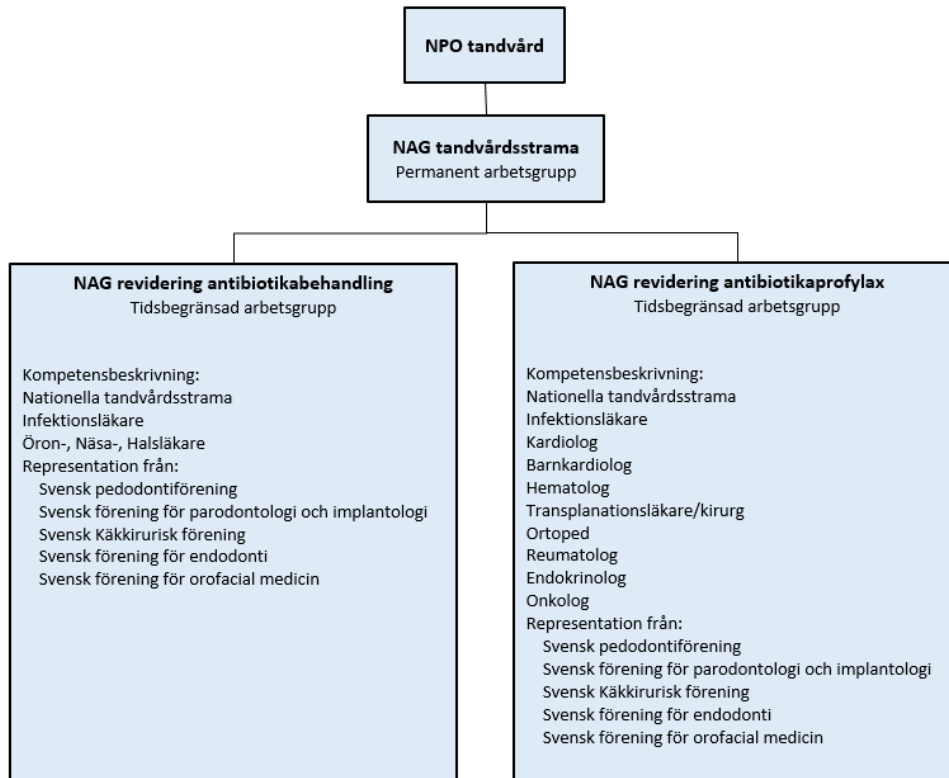 NPO tandvård
NAG tandvårdsstrama
Permanent arbetsgrupp
NAG revidering antibiotikabehandling
Tidsbegränsad arbetsgrupp
Kompetensbeskrivning:
Nationella tandvårdsstrama
Infektionsläkare
Öron-, Näsa-, Halsläkare
Representation från:
Svensk pedodontiförening
Svensk förening för parodontologi och implantologi
Svensk Käkkirurisk förening
Svensk förening för endodonti
Svensk förening för orofacial medicin
NAG revidering antibiotikaprofylax
Tidsbegränsad arbetsgrupp
Kompetensbeskrivning:
Nationella tandvårdsstrama
Infektionsläkare
Kardiolog
Barnkardiolog
Hematolog
Transplanationsläkare/kirurg
Ortoped
Reumatolog
Endokrinolog
Onkolog
Representation från:
Svensk pedodontiförening
Svensk förening för parodontologi och implantologi
Svensk Käkkirurisk förening
Svensk förening för endodonti
Svensk förening för orofacial medicin